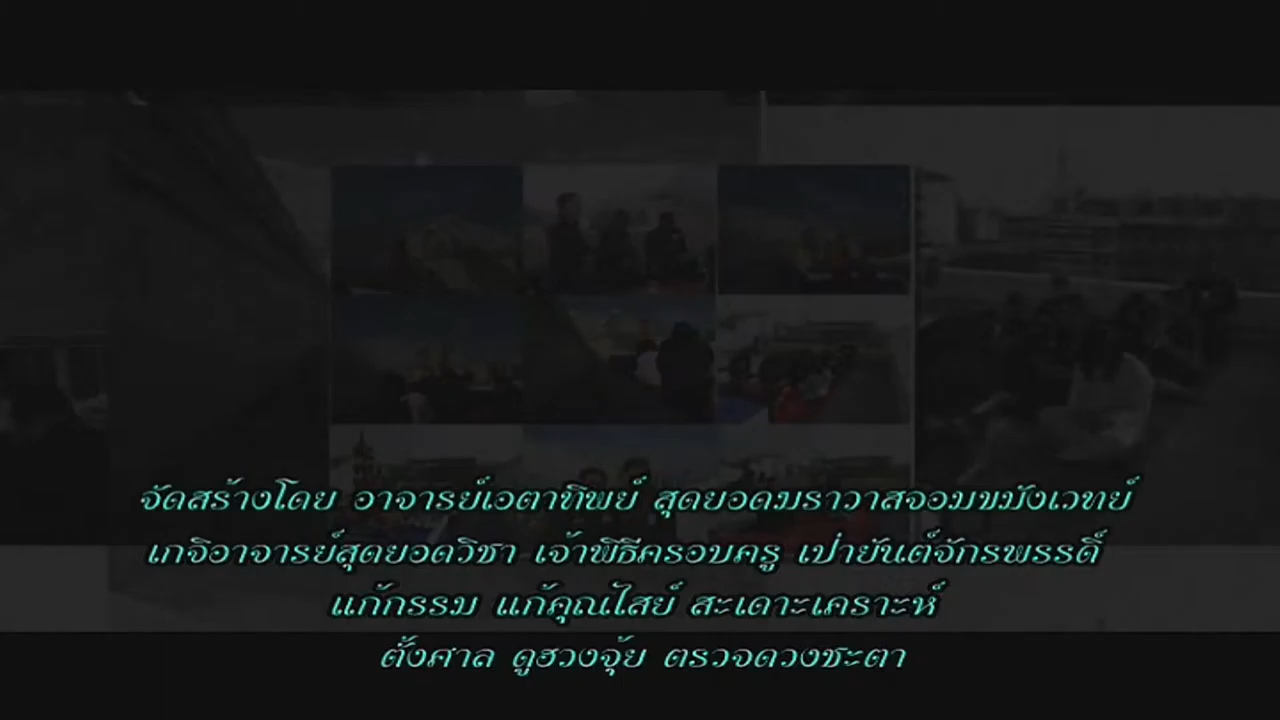 จัดสร้างโดย อาจารย์เอตาทิพย์ สุดยอดฆราวาสจอมขมังเวทย์
เกจิอาจารย์สุดยอดวิชา เจ้าพิธีครอบครู เป่ายันต์จักรพรรดิ์
แก้กรรม แก้คุณไสย์ สะเดาะเคราะห์
ตั้งศาล ดูฮวงจุ้ย ตรวจดวงชะตา